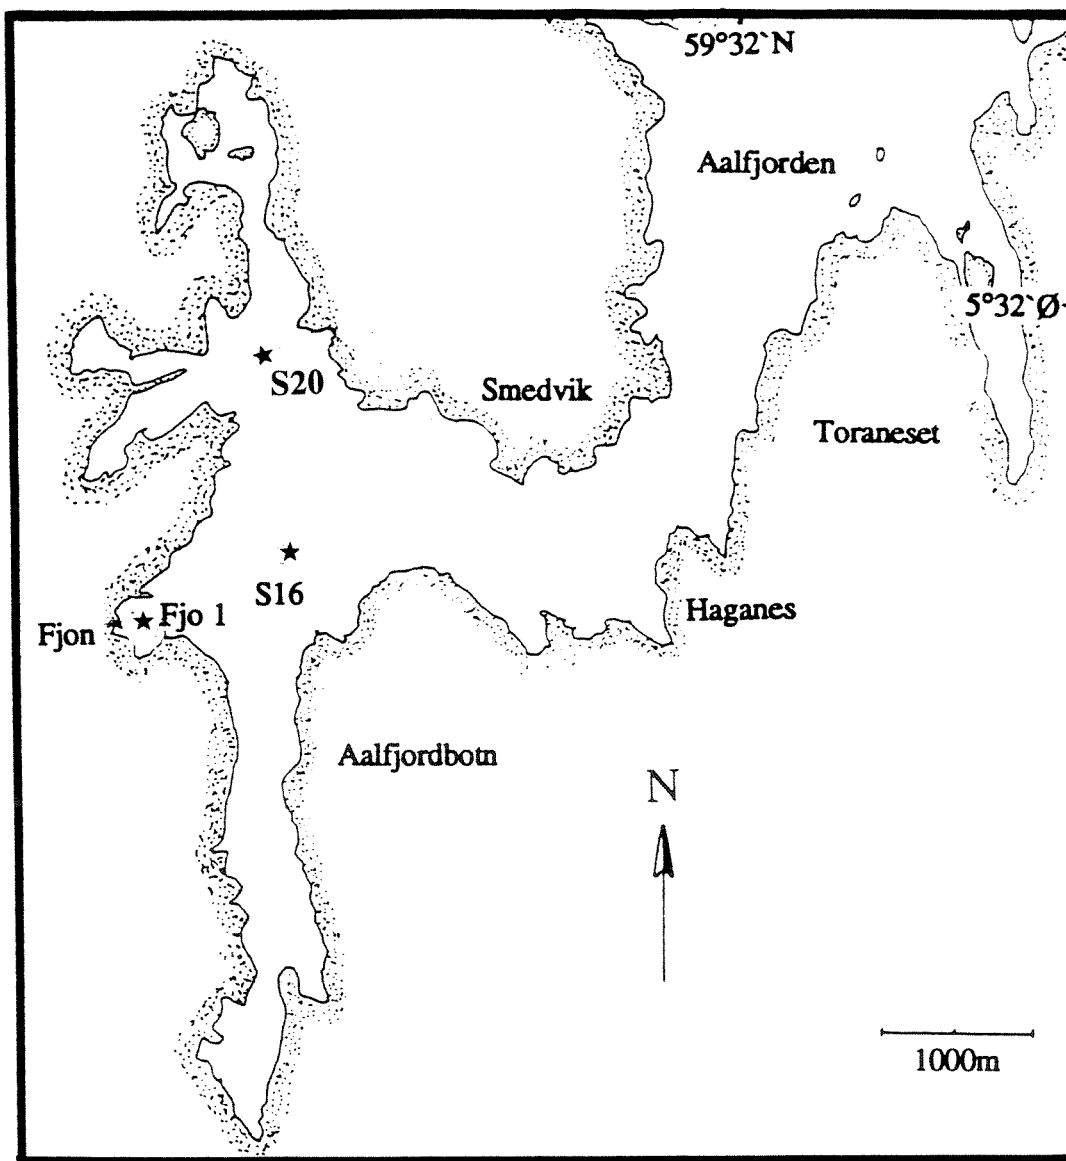 59°32`N
Aalfjorden
5°32`Ø
S20
Smedvik
Toraneset
S16
Fjon
Fjo 1
Haganes
Aalfjordbotn
N
1000m